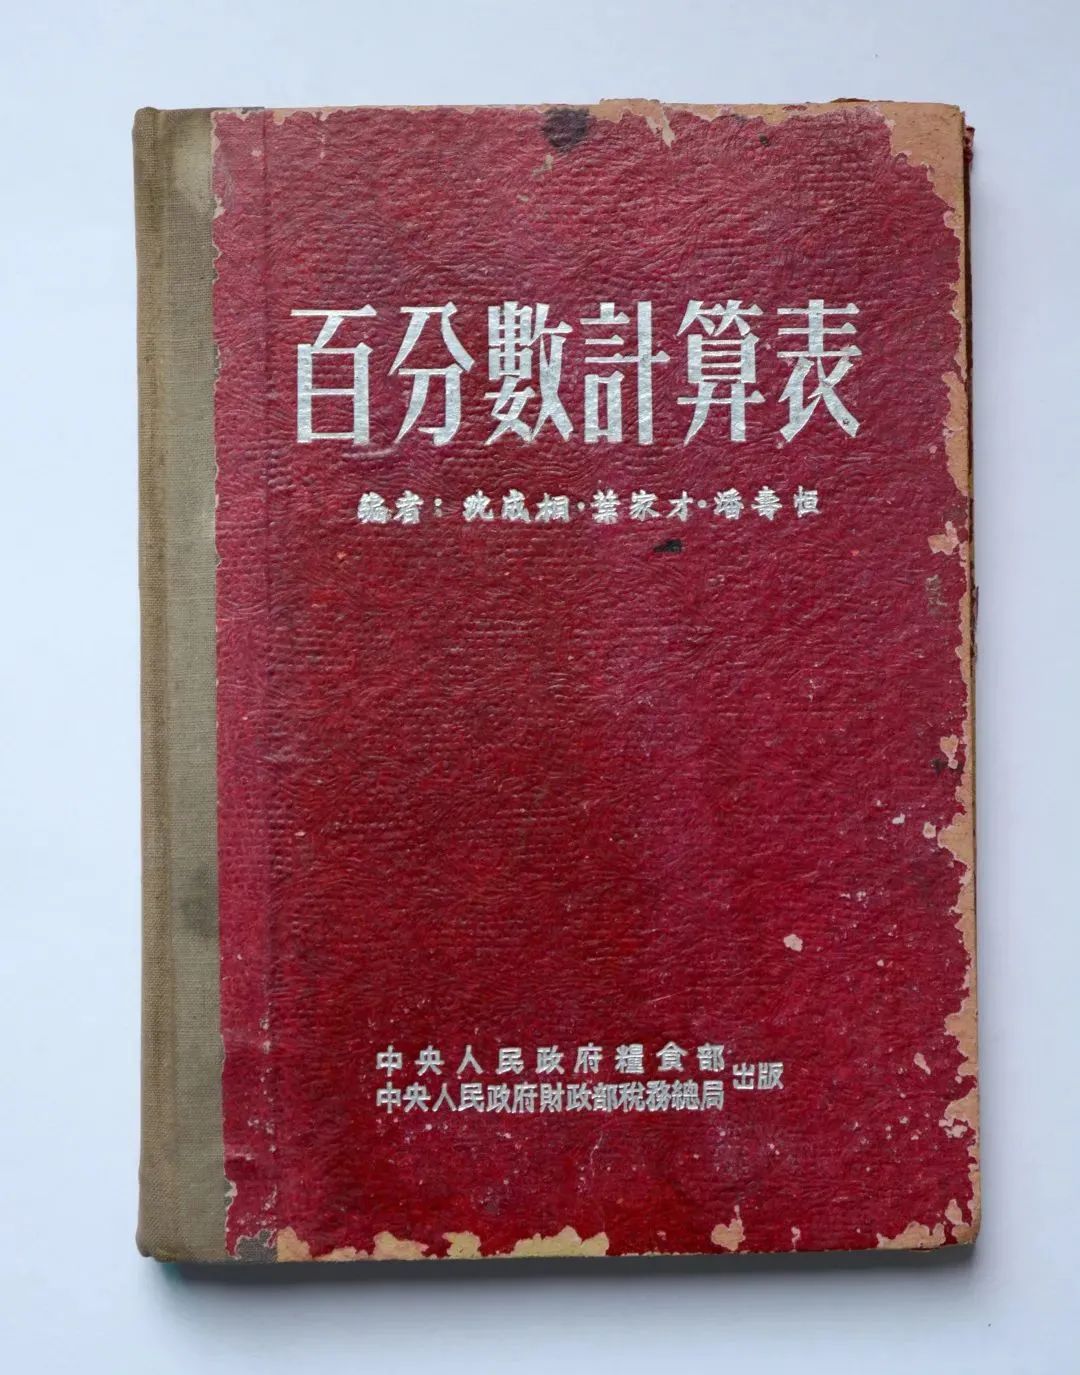 百分數計算表
編者：沈成相·葉家才·潘壽恒
中央人民政府糧食部
中央人民政府財政部稅務總局
出版